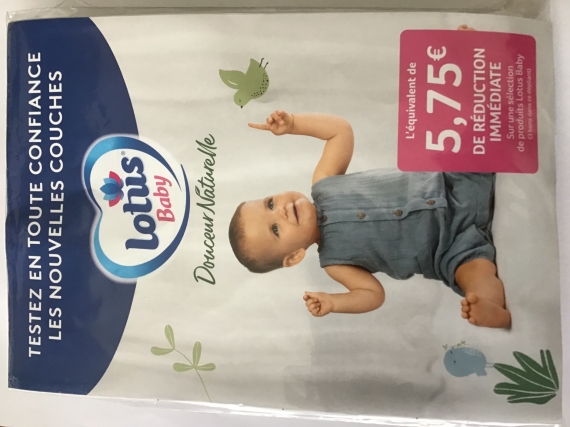 TESTEZ EN TOUTE CONFIANCE
LES NOUVELLES COUCHES
Lotus
Baby
Douceur Naturelle
L'équivalent de
5,75€
DE RÉDUCTION
IMMÉDIATE
Sur une sélection
de produits Lotus Baby